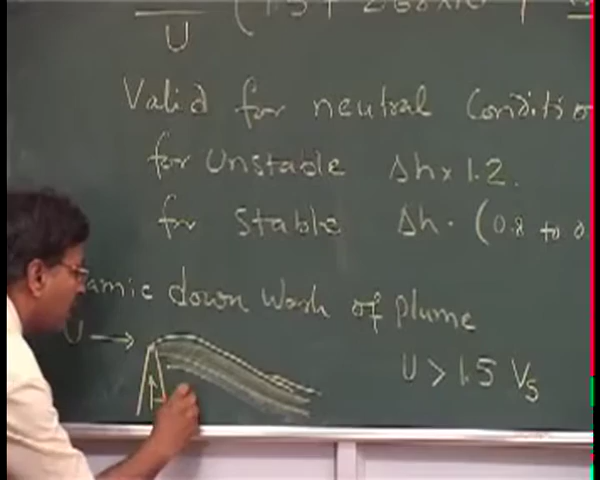 U
Valid for neutral Conditio
for Unstable Δh x 1.2.
for stable Δh. (0.8 to 0
amic down Wash of plume
U →
U > 1.5 Vs